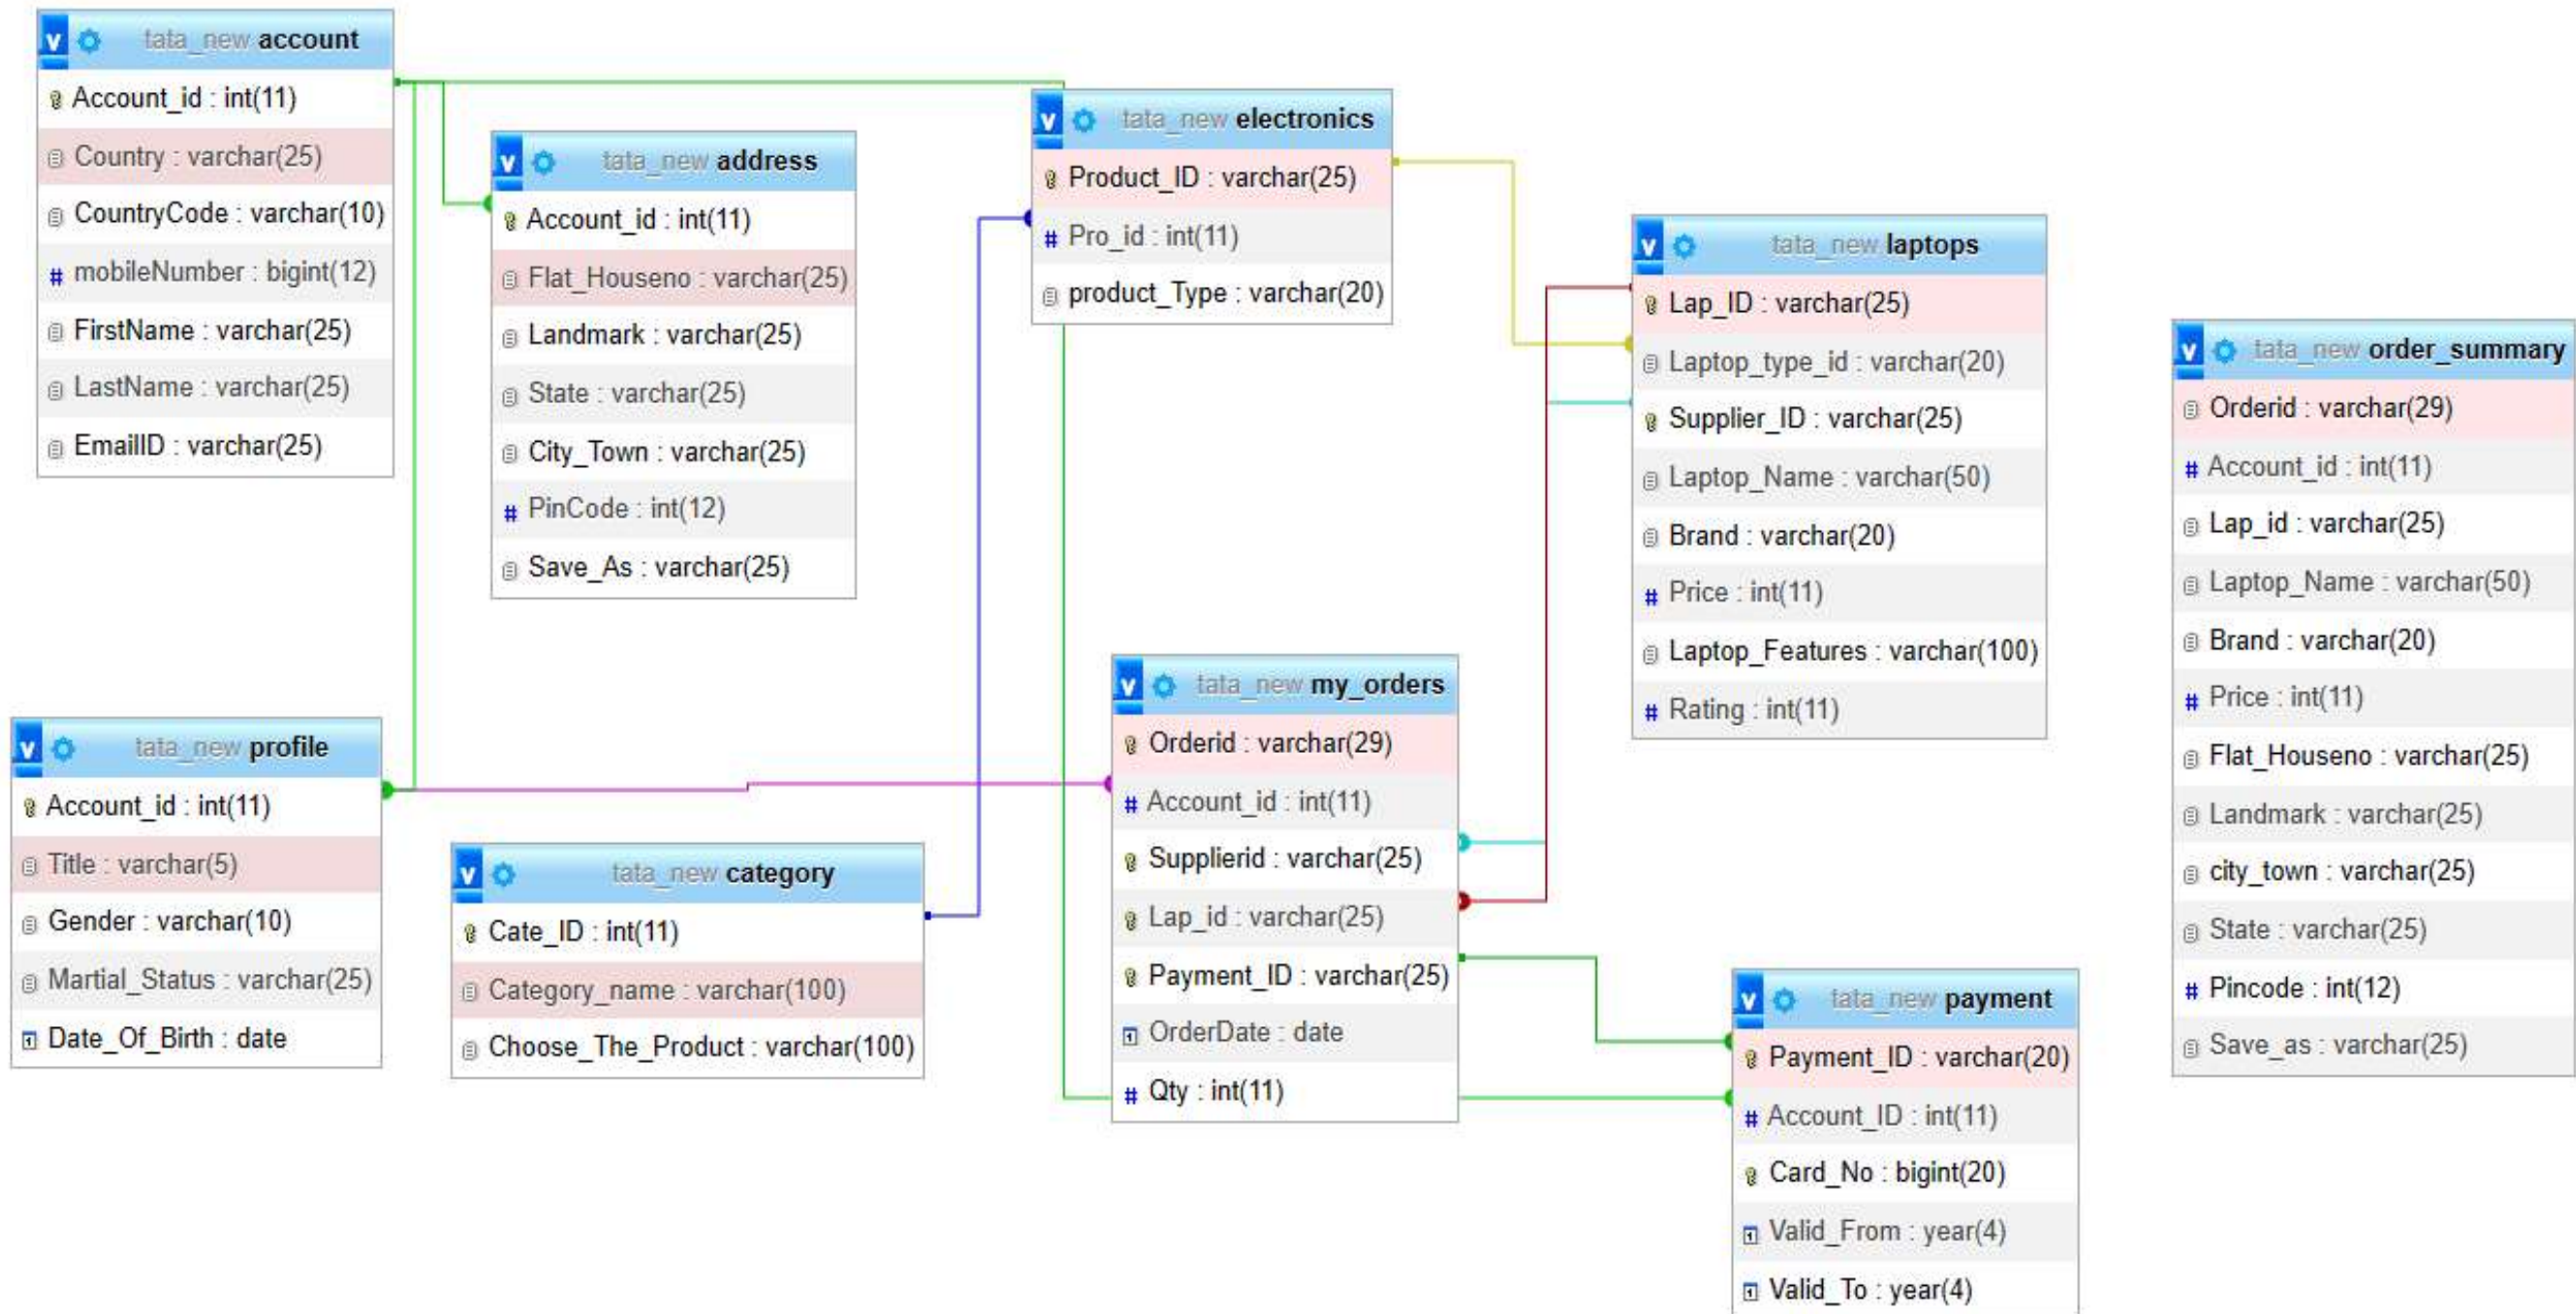 tata_new account
Account_id : int(11)
Country : varchar(25)
CountryCode : varchar(10)
mobileNumber : bigint(12)
FirstName : varchar(25)
LastName : varchar(25)
EmailID : varchar(25)
tata_new address
Account_id : int(11)
Flat_Houseno : varchar(25)
Landmark : varchar(25)
State : varchar(25)
City_Town : varchar(25)
PinCode : int(12)
Save_As : varchar(25)
tata_new electronics
Product_ID : varchar(25)
Pro_id : int(11)
product_Type : varchar(20)
tata_new laptops
Lap_ID : varchar(25)
Laptop_type_id : varchar(20)
Supplier_ID : varchar(25)
Laptop_Name : varchar(50)
Brand : varchar(20)
Price : int(11)
Laptop_Features : varchar(100)
Rating : int(11)
tata_new order_summary
Orderid : varchar(29)
Account_id : int(11)
Lap_id : varchar(25)
Laptop_Name : varchar(50)
Brand : varchar(20)
Price : int(11)
Flat_Houseno : varchar(25)
Landmark : varchar(25)
city_town : varchar(25)
State : varchar(25)
Pincode : int(12)
Save_as : varchar(25)
tata_new profile
Account_id : int(11)
Title : varchar(5)
Gender : varchar(10)
Martial_Status : varchar(25)
Date_Of_Birth : date
tata_new category
Cate_ID : int(11)
Category_name : varchar(100)
Choose_The_Product : varchar(100)
tata_new my_orders
Orderid : varchar(29)
Account_id : int(11)
Supplierid : varchar(25)
Lap_id : varchar(25)
Payment_ID : varchar(25)
OrderDate : date
Qty : int(11)
tata_new payment
Payment_ID : varchar(20)
Account_ID : int(11)
Card_No : bigint(20)
Valid_From : year(4)
Valid_To : year(4)